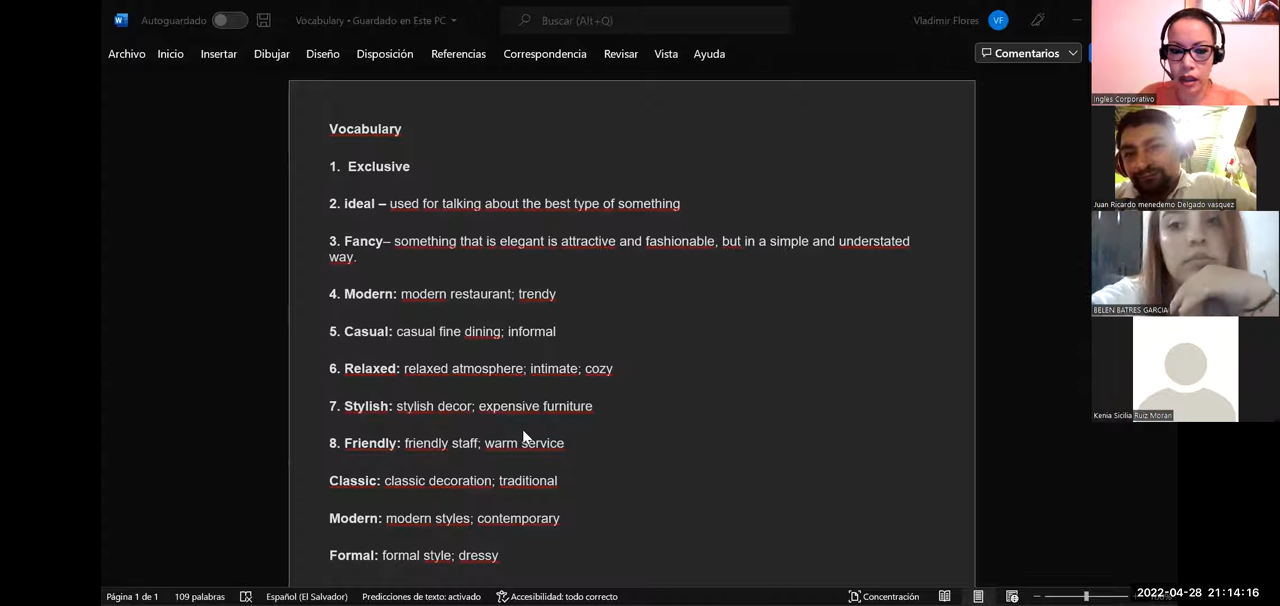 Autoguardado
Vocabulary • Guardado en Este PC
Buscar (Alt+Q)
Vladimir Flores
VF
Archivo Inicio Insertar Dibujar Diseño Disposición Referencias Correspondencia Revisar Vista Ayuda
Comentarios
Vocabulary
1. Exclusive
2. ideal – used for talking about the best type of something
3. Fancy– something that is elegant is attractive and fashionable, but in a simple and understated
way.
4. Modern: modern restaurant; trendy
5. Casual: casual fine dining; informal
6. Relaxed: relaxed atmosphere; intimate; cozy
7. Stylish: stylish decor; expensive furniture
8. Friendly: friendly staff; warm service
Classic: classic decoration; traditional
Modern: modern styles; contemporary
Formal: formal style; dressy
Página 1 de 1 109 palabras Español (El Salvador) Predicciones de texto: activado Accesibilidad: todo correcto Concentración
Ingles Corporativo
Juan Ricardo menedemo Delgado vasquez
BELEN BATRES GARCIA
Kenia Sicilia Ruiz Moran
2022-04-28 21:14:16